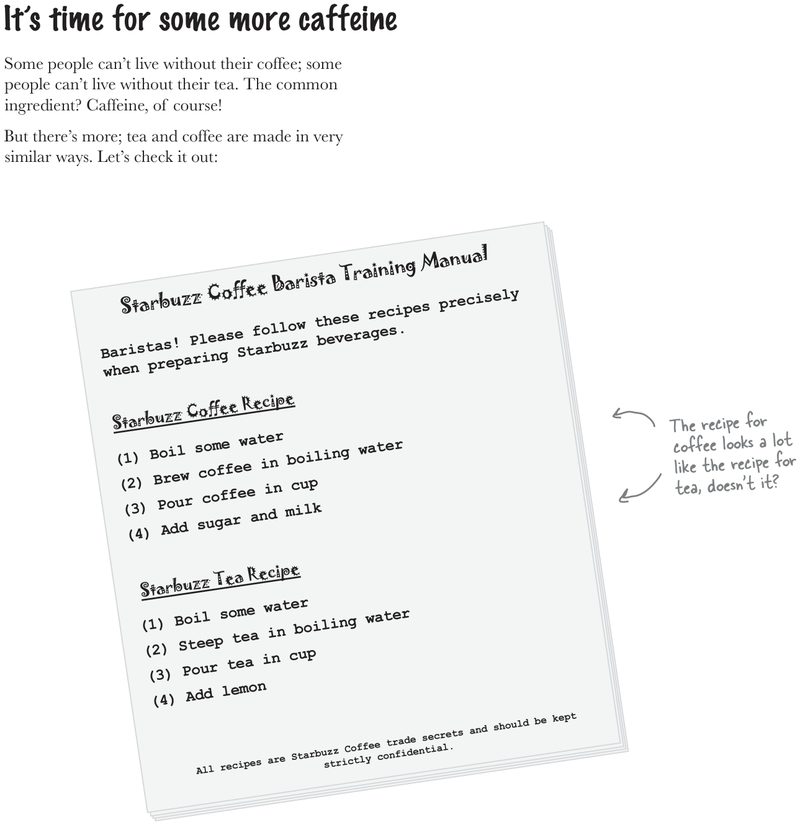 It's time for some more caffeine
Some people can't live without their coffee; some
people can't live without their tea. The common
ingredient? Caffeine, of course!
But there's more; tea and coffee are made in very
similar ways. Let's check it out:
Starbuzz Coffee Barista Training Manual
Baristas! Please follow these recipes precisely
when preparing Starbuzz beverages.
Starbuzz Coffee Recipe
(1) Boil some water
(2) Brew coffee in boiling water
(3) Pour coffee in cup
(4) Add sugar and milk
Starbuzz Tea Recipe
(1) Boil some water
(2) Steep tea in boiling water
(3) Pour tea in cup
(4) Add lemon
All recipes are Starbuzz Coffee trade secrets and should be kept
strictly confidential.
The recipe for
coffee looks a lot
like the recipe for
tea, doesn't it?